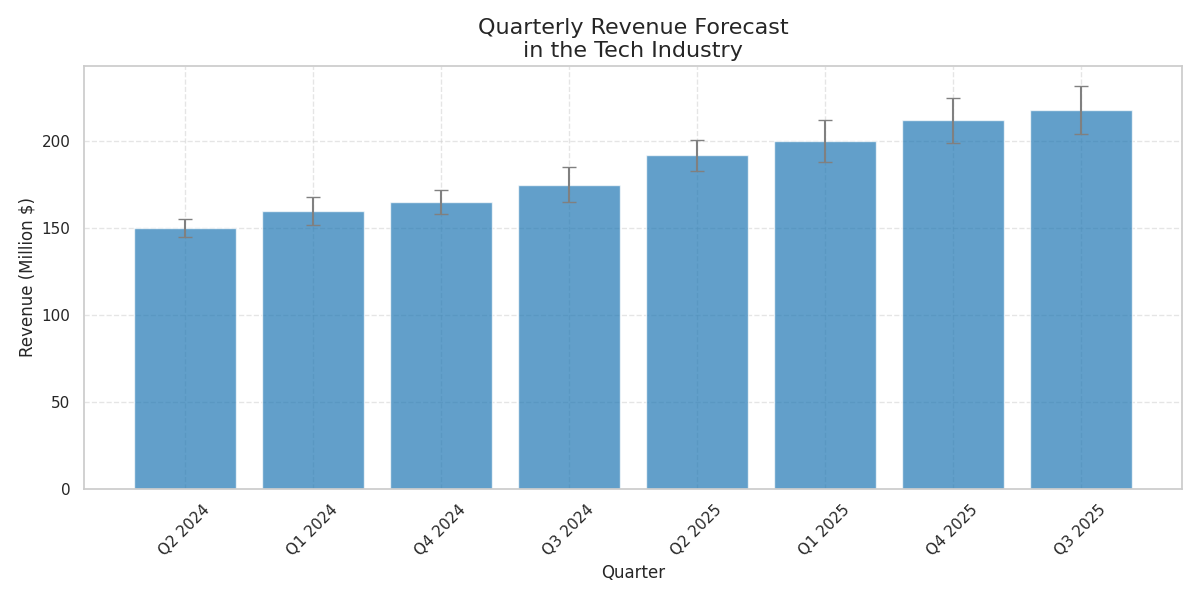 Quarterly Revenue Forecast
in the Tech Industry
Revenue (Million $)
200
150
100
50
0
Q2 2024
Q1 2024
Q4 2024
Q3 2024
Q2 2025
Q1 2025
Q4 2025
Q3 2025
Quarter